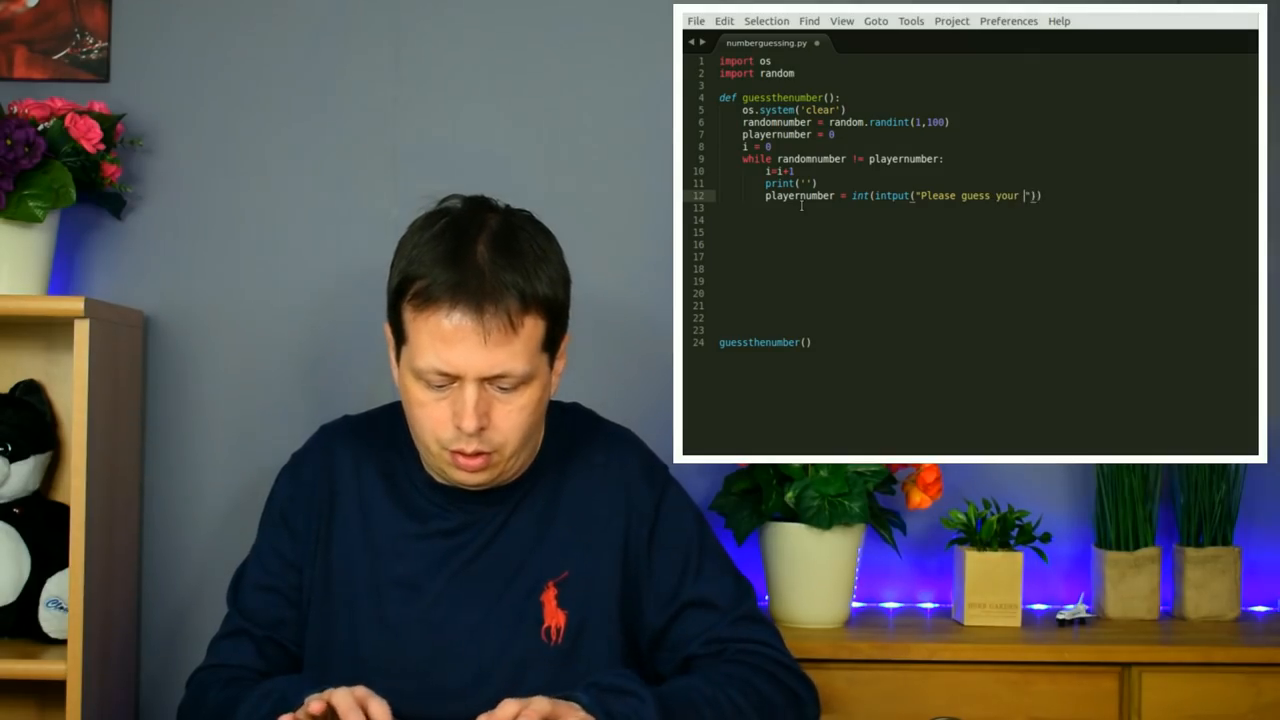 File Edit Selection Find View Goto Tools Project Preferences Help
numberguessing.py
1 import os
2 import random
3
4 def guessthenumber():
5 os.system('clear')
6 randomnumber = random.randint(1,100)
7 playernumber = 0
8 i = 0
9 while randomnumber != playernumber:
10 i=i+1
11 print('')
12 playernumber = int(intput("Please guess your "))
13
14
15
16
17
18
19
20
21
22
23
24 guessthenumber()
HERB GARDEN